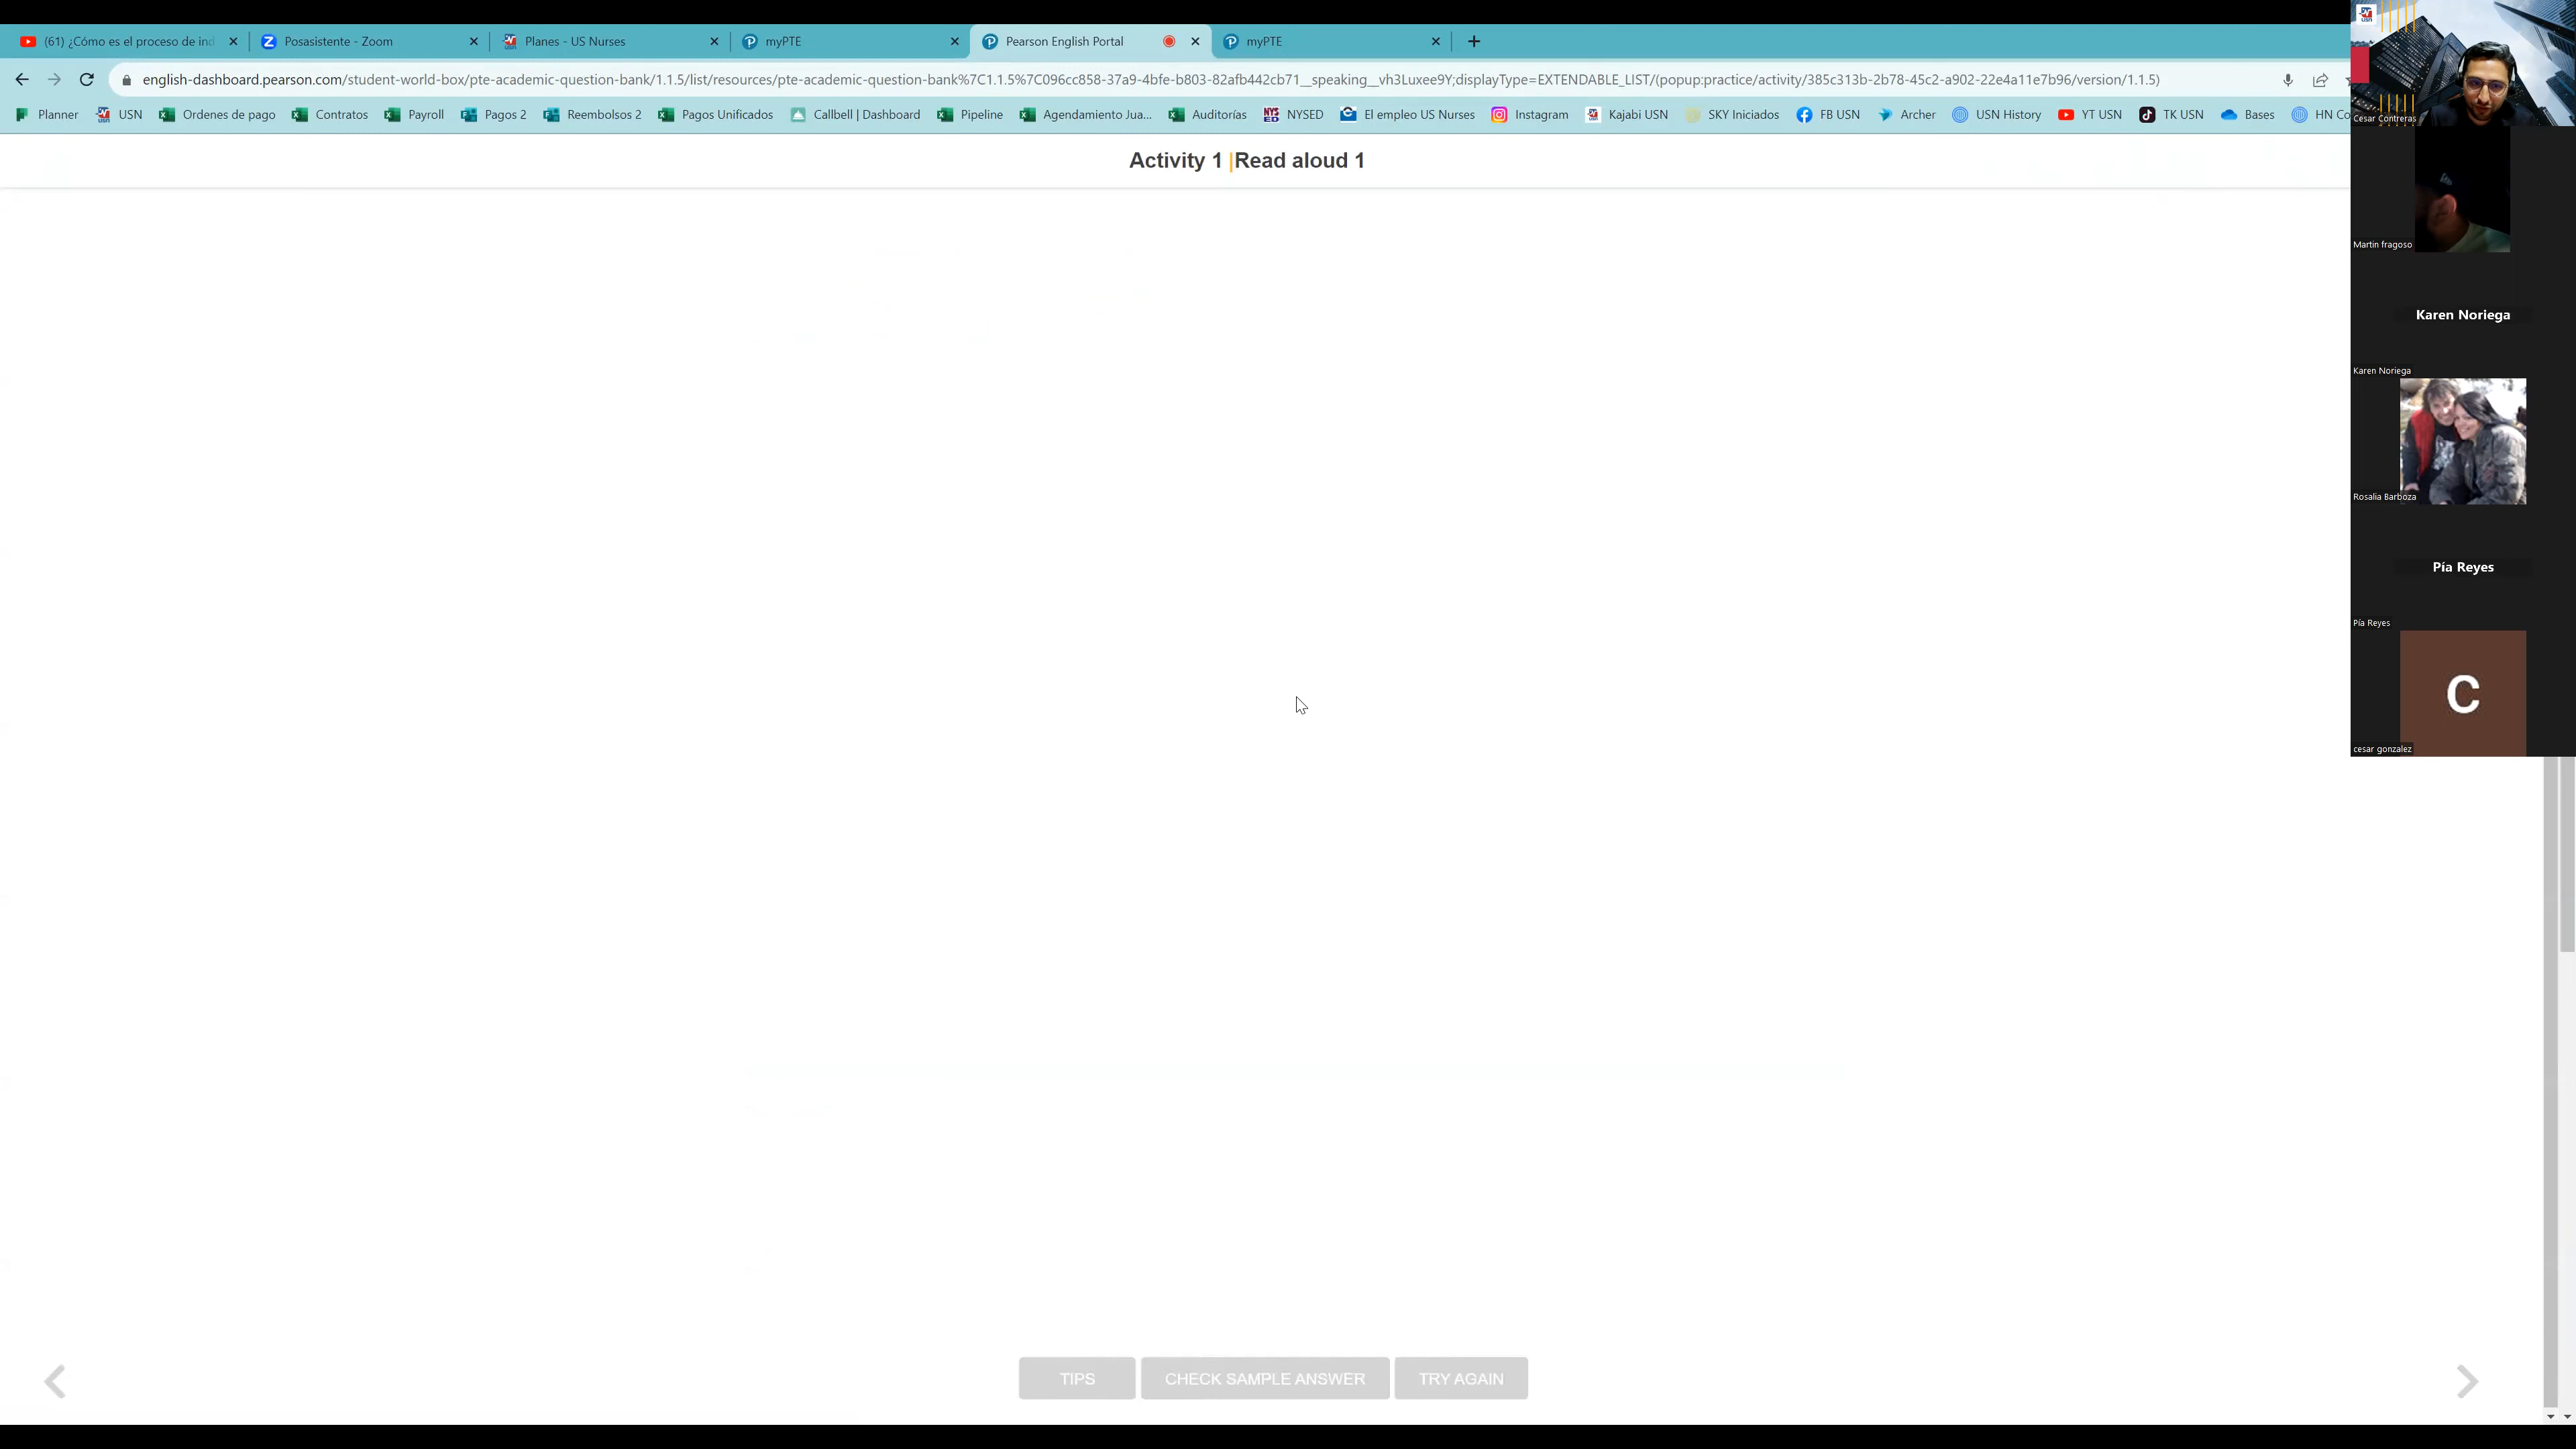 (61) ¿Cómo es el proceso de ind
Posasistente - Zoom
Planes - US Nurses
myPTE
Pearson English Portal
myPTE
english-dashboard.pearson.com/student-world-box/pte-academic-question-bank/1.1.5/list/resources/pte-academic-question-bank%7C1.1.5%7C096cc858-37a9-4bfe-b803-82afb442cb71__speaking__vh3Luxee9Y;displayType=EXTENDABLE_LIST/(popup:practice/activity/385c313b-2b78-45c2-a902-22e4a11e7b96/version/1.1.5)
Planner USN Ordenes de pago Contratos Payroll Pagos 2 Reembolsos 2 Pagos Unificados Callbell | Dashboard Pipeline Agendamiento Jua... Auditorías NYSED El empleo US Nurses Instagram Kajabi USN SKY Iniciados FB USN Archer USN History YT USN TK USN Bases HN Co
Activity 1 |Read aloud 1
Cesar Contreras
Martin fragoso
Karen Noriega
Karen Noriega
Rosalia Barboza
Pía Reyes
Pía Reyes
C
cesar gonzalez
TIPS
CHECK SAMPLE ANSWER
TRY AGAIN